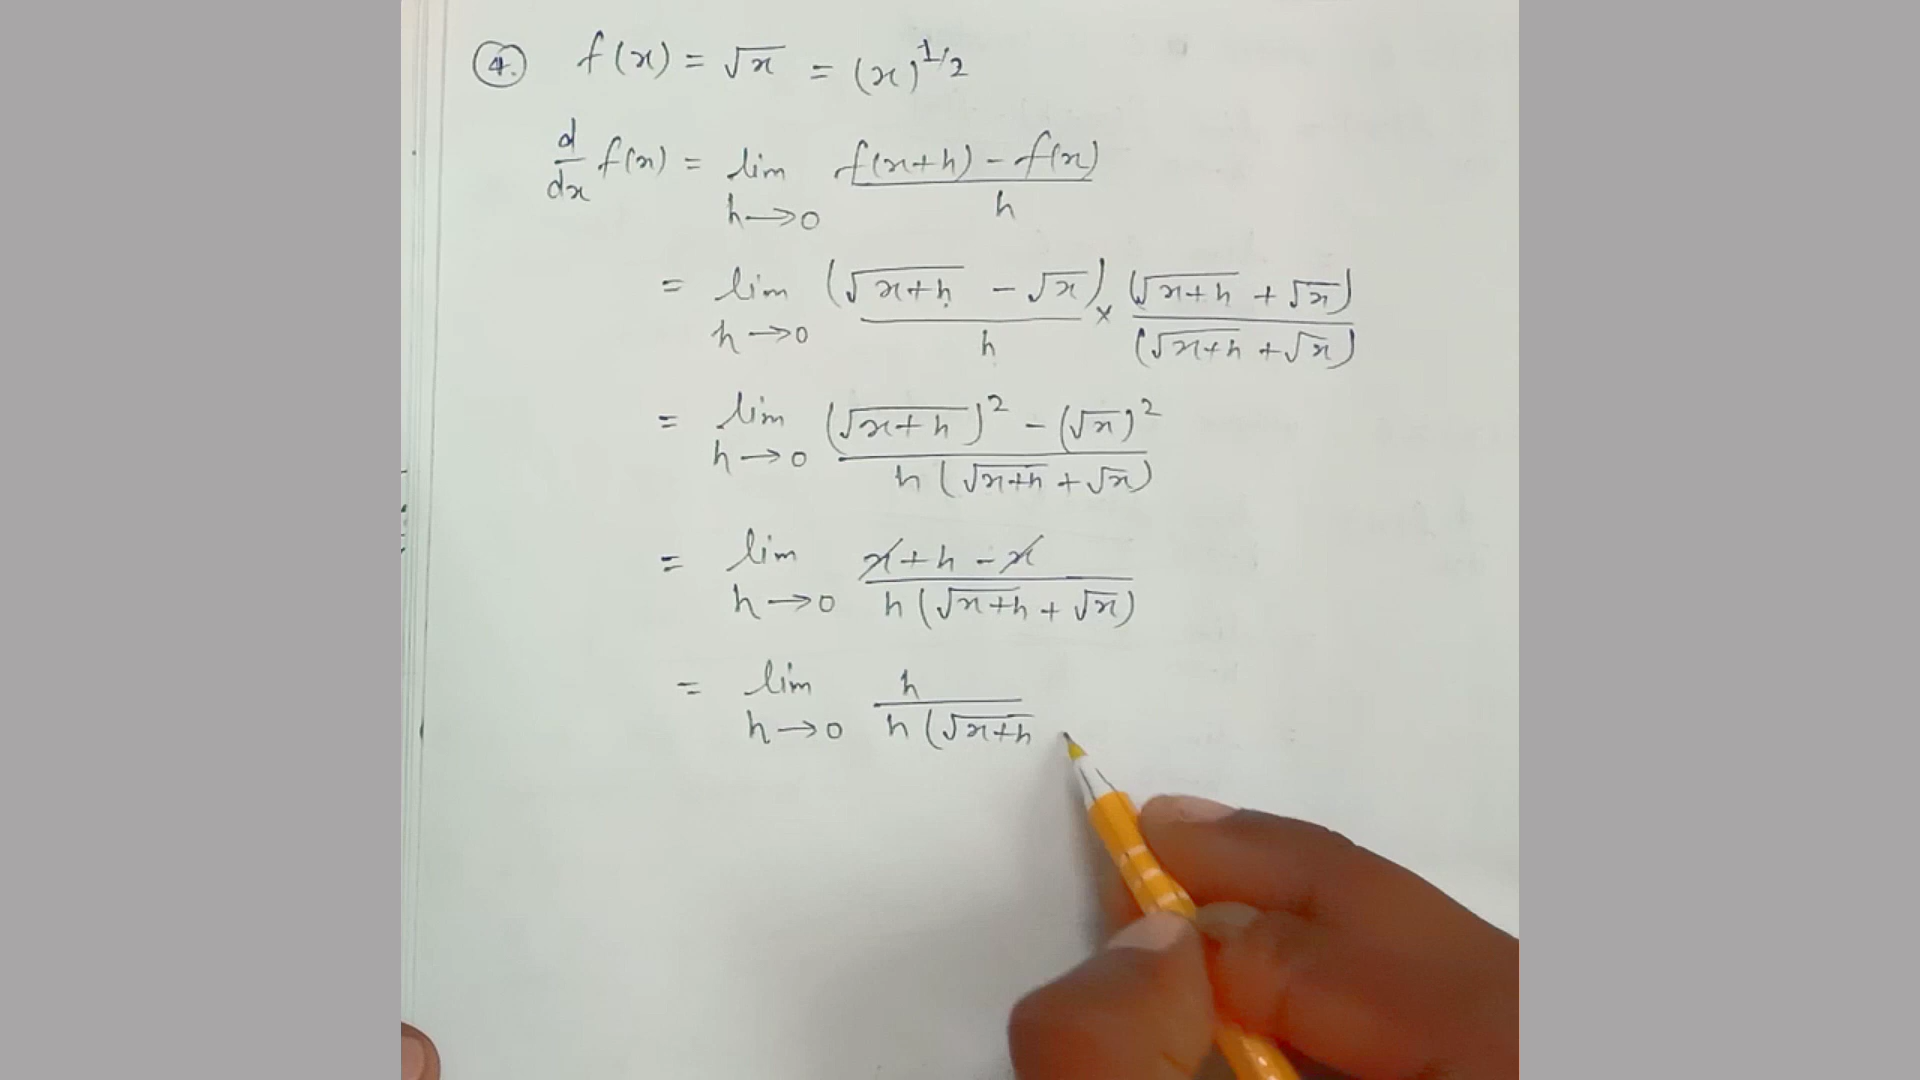 ④. f(x) = √x = (x)^1/2
d/dx f(x) = lim h→0 f(x+h) - f(x) / h
= lim h→0 (√x+h - √x) / h × (√x+h + √x) / (√x+h + √x)
= lim h→0 (√x+h)² - (√x)² / h (√x+h + √x)
= lim h→0 x+h-x / h (√x+h + √x)
= lim h→0 h / h (√x+h